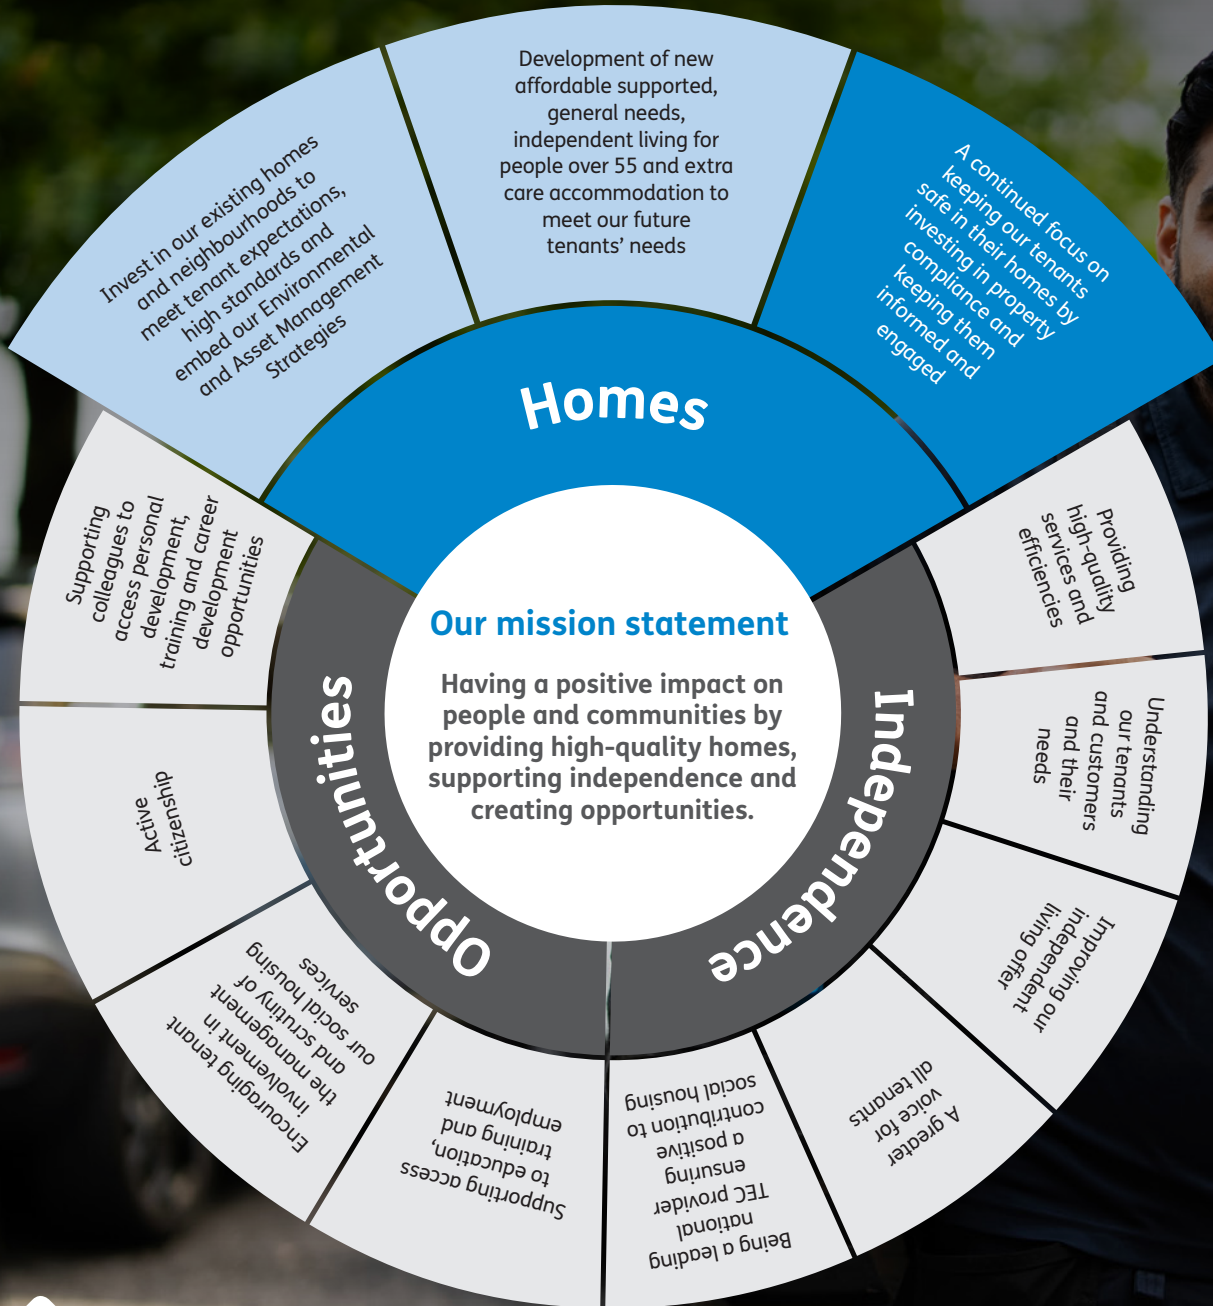 Our mission statement
Having a positive impact on
people and communities by
providing high-quality homes,
supporting independence and
creating opportunities.
Homes
Invest in our existing homes
and neighbourhoods to
meet tenant expectations,
high standards and
embed our Environmental
and Asset Management
Strategies
Development of new
affordable supported,
general needs,
independent living for
people over 55 and extra
care accommodation to
meet our future
tenants' needs
A continued focus on
keeping our tenants
safe in their homes by
investing in property
compliance and
keeping them
informed and
engaged
Independence
Providing
high-quality
services and
efficiencies
Understanding
our tenants
and customers
and their
needs
Improving our
independent
living offer
A greater
voice for
all tenants
Being a leading
national
TEC provider
ensuring
a positive
contribution to
social housing
Opportunities
Supporting access
to education,
training and
employment
Encouraging tenant
involvement in
the management
and scrutiny of
our social housing
services
Active
citizenship
Supporting
colleagues to
access personal
development,
training and career
development
opportunities